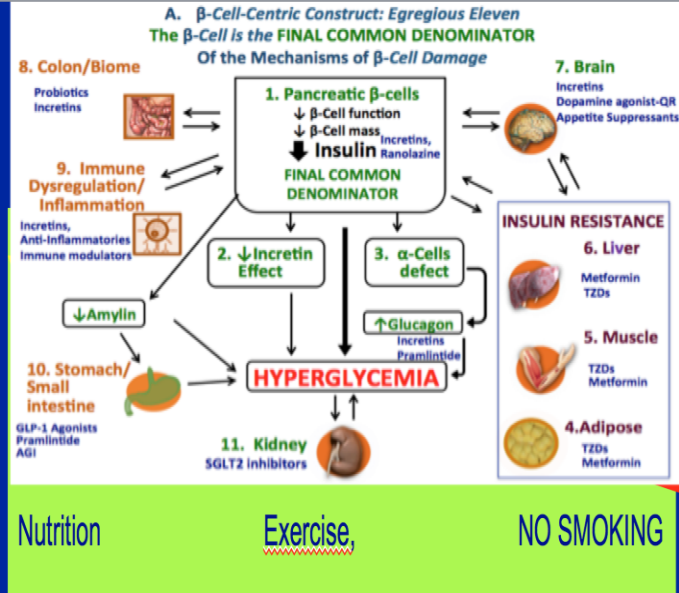 A. β-Cell-Centric Construct: Egregious Eleven
The β-Cell is the FINAL COMMON DENOMINATOR
Of the Mechanisms of β-Cell Damage
8. Colon/Biome
Probiotics
Incretins
1. Pancreatic β-cells
↓ β-Cell function
↓ β-Cell mass
↓ Insulin
Incretins,
Ranolazine
FINAL COMMON
DENOMINATOR
7. Brain
Incretins
Dopamine agonist-QR
Appetite Suppressants
9. Immune
Dysregulation/
Inflammation
Incretins,
Anti-Inflammatories
Immune modulators
INSULIN RESISTANCE
6. Liver
Metformin
TZDs
5. Muscle
TZDs
Metformin
4.Adipose
TZDs
Metformin
2. ↓Incretin
Effect
3. α-Cells
defect
↓Amylin
↑Glucagon
Incretins
Pramlintide
10. Stomach/
Small
intestine
GLP-1 Agonists
Pramlintide
AGI
HYPERGLYCEMIA
11. Kidney
SGLT2 inhibitors
Nutrition Exercise, NO SMOKING